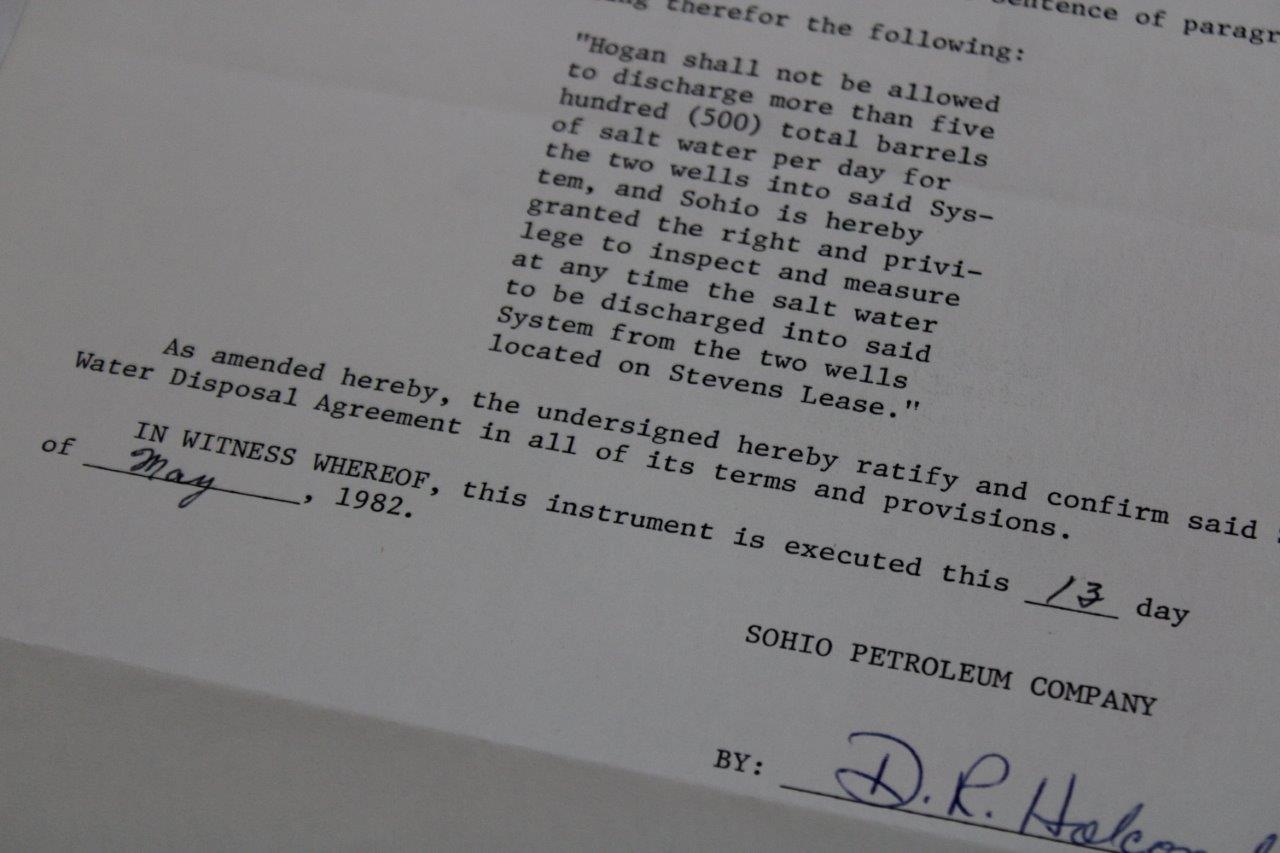 sentence of
therefor the following:
"Hogan shall not be allowed
to discharge more than five
hundred (500) total barrels
of salt water per day for
the two wells into said Sys-
tem, and Sohio is hereby
granted the right and privi-
lege to inspect and measure
at any time the salt water
to be discharged into said
System from the two wells
located on Stevens Lease."
As amended hereby, the undersigned hereby ratify and confirm said
Water Disposal Agreement in all of its terms and provisions.
IN WITNESS WHEREOF, this instrument is executed this 13 day
of May, 1982.
SOHIO PETROLEUM COMPANY
BY: D. R.